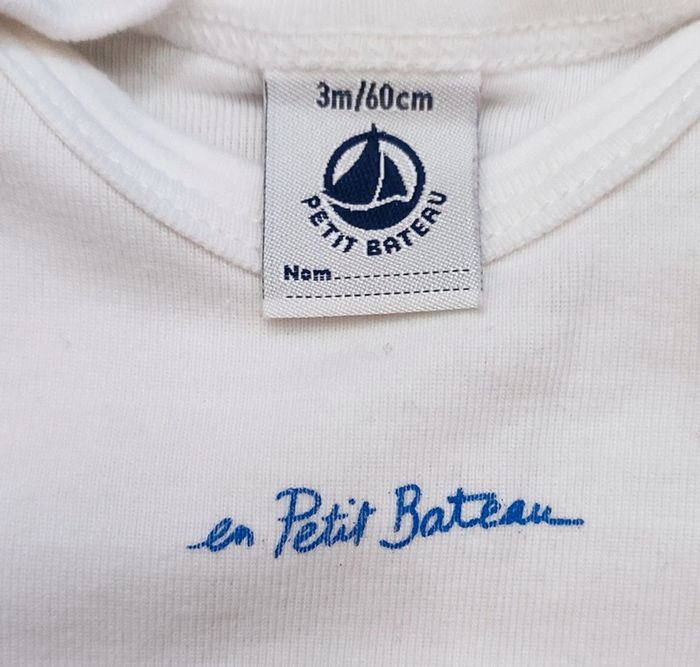 3m/60cm
PETIT BATEAU
Nom
en Petit Bateau